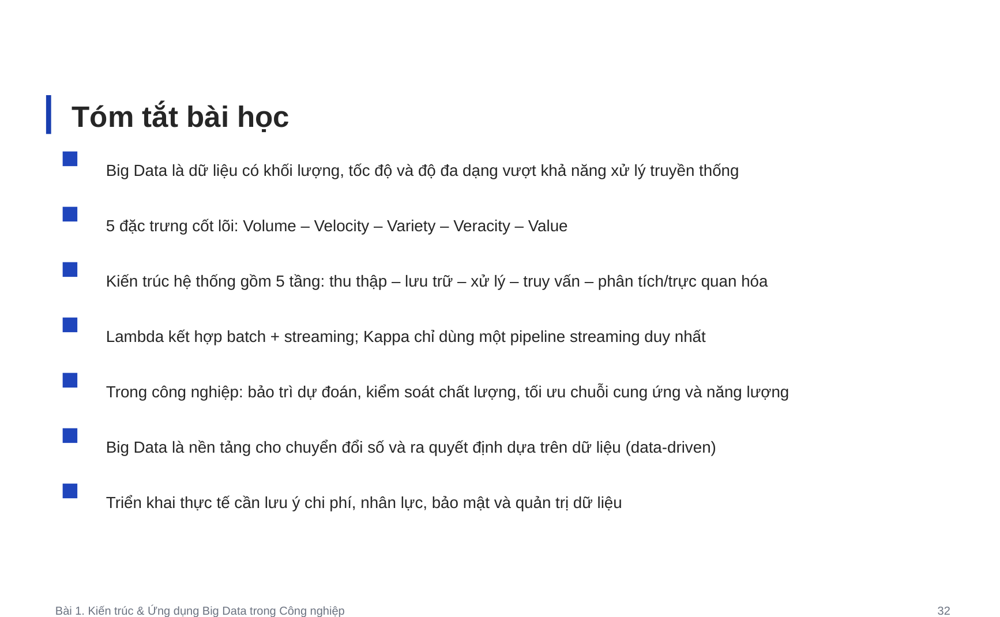 Tóm tắt bài học
Big Data là dữ liệu có khối lượng, tốc độ và độ đa dạng vượt khả năng xử lý truyền thống
5 đặc trưng cốt lõi: Volume – Velocity – Variety – Veracity – Value
Kiến trúc hệ thống gồm 5 tầng: thu thập – lưu trữ – xử lý – truy vấn – phân tích/trực quan hóa
Lambda kết hợp batch + streaming; Kappa chỉ dùng một pipeline streaming duy nhất
Trong công nghiệp: bảo trì dự đoán, kiểm soát chất lượng, tối ưu chuỗi cung ứng và năng lượng
Big Data là nền tảng cho chuyển đổi số và ra quyết định dựa trên dữ liệu (data-driven)
Triển khai thực tế cần lưu ý chi phí, nhân lực, bảo mật và quản trị dữ liệu
Bài 1. Kiến trúc & Ứng dụng Big Data trong Công nghiệp
32